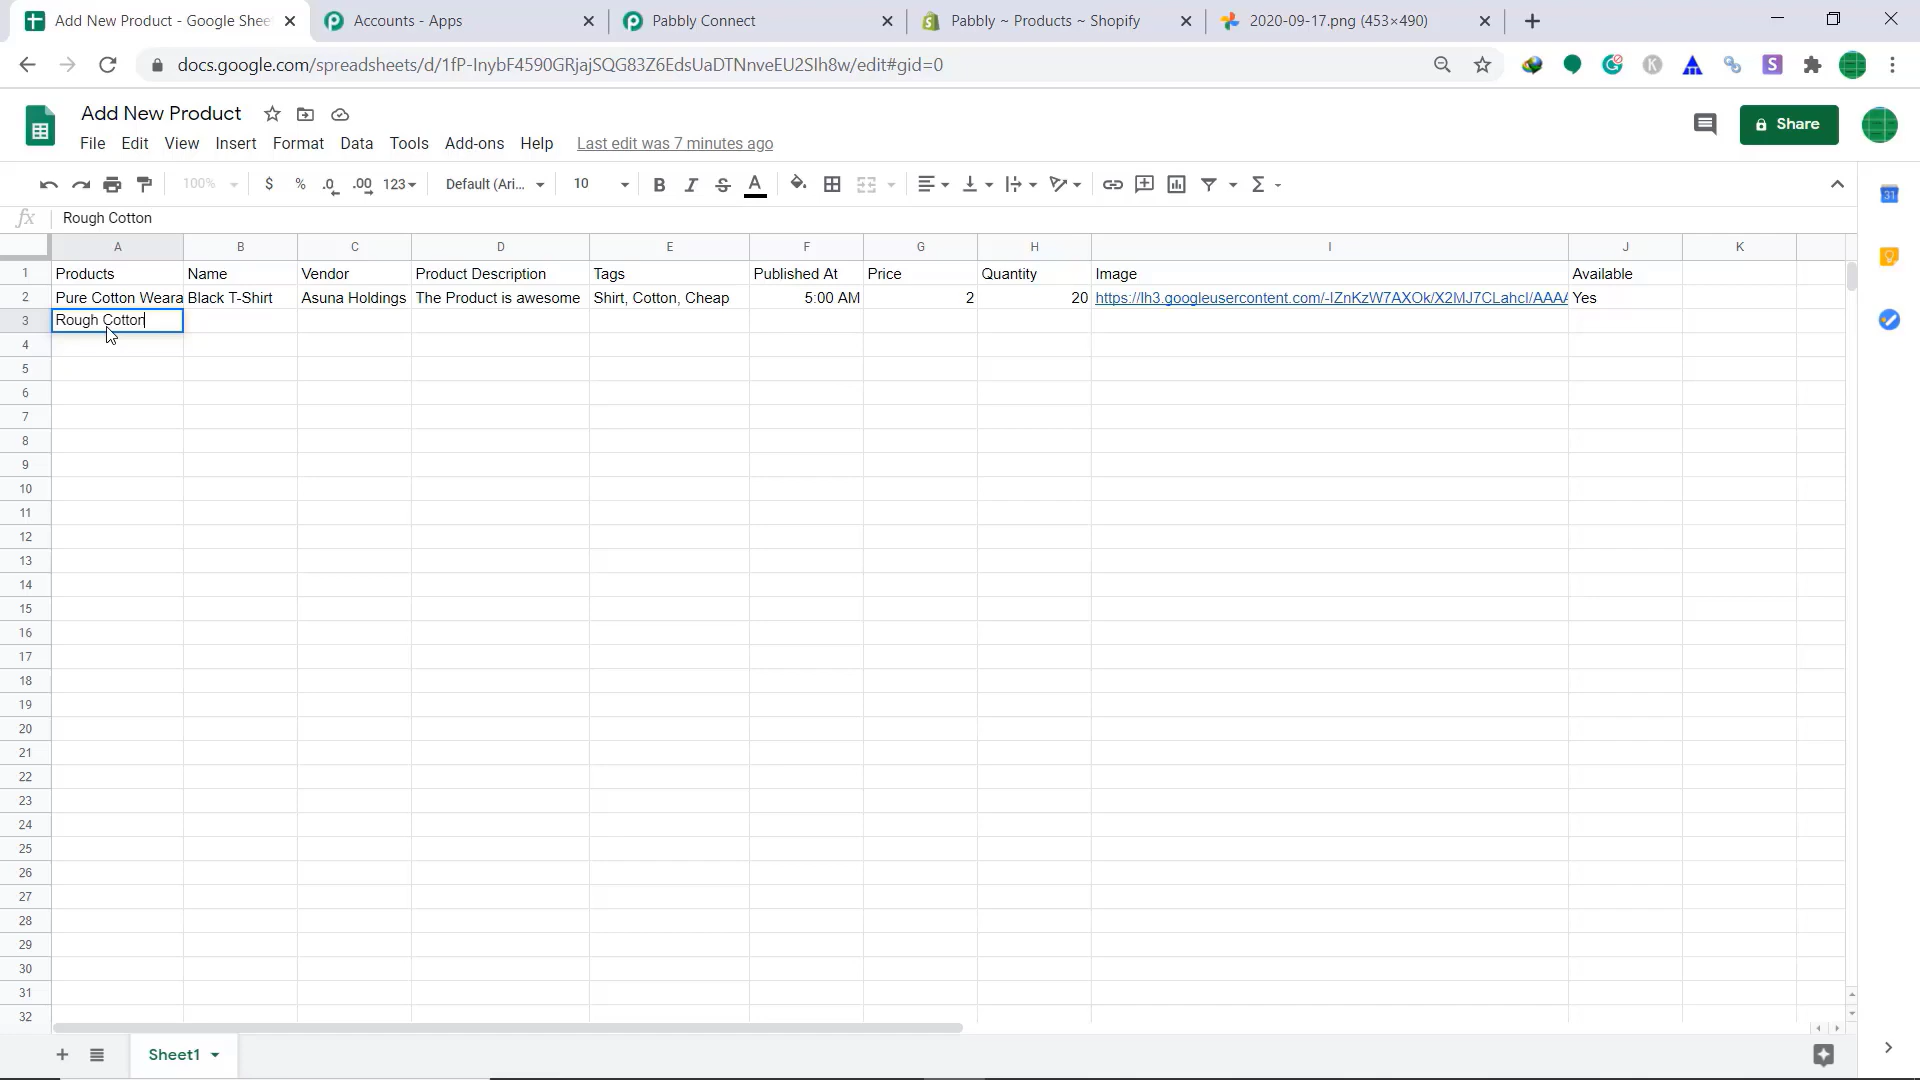 Add New Product - Google Shee
Accounts - Apps
Pabbly Connect
Pabbly ~ Products ~ Shopify
2020-09-17.png (453×490)
docs.google.com/spreadsheets/d/1fP-InybF4590GRjajSQG83Z6EdsUaDTNnveEU2SIh8w/edit#gid=0
Add New Product
File Edit View Insert Format Data Tools Add-ons Help Last edit was 7 minutes ago
Share
100% $ % .0 .00 123 Default (Ari... 10 B I S A Σ
fx Rough Cotton
A B C D E F G H I J K
1 Products Name Vendor Product Description Tags Published At Price Quantity Image Available
2 Pure Cotton Weara Black T-Shirt Asuna Holdings The Product is awesome Shirt, Cotton, Cheap 5:00 AM 2 20 https://lh3.googleusercontent.com/-IZnKzW7AXOk/X2MJ7CLahcI/AAAA Yes
3 Rough Cotton
4
5
6
7
8
9
10
11
12
13
14
15
16
17
18
19
20
21
22
23
24
25
26
27
28
29
30
31
32
Sheet1
31